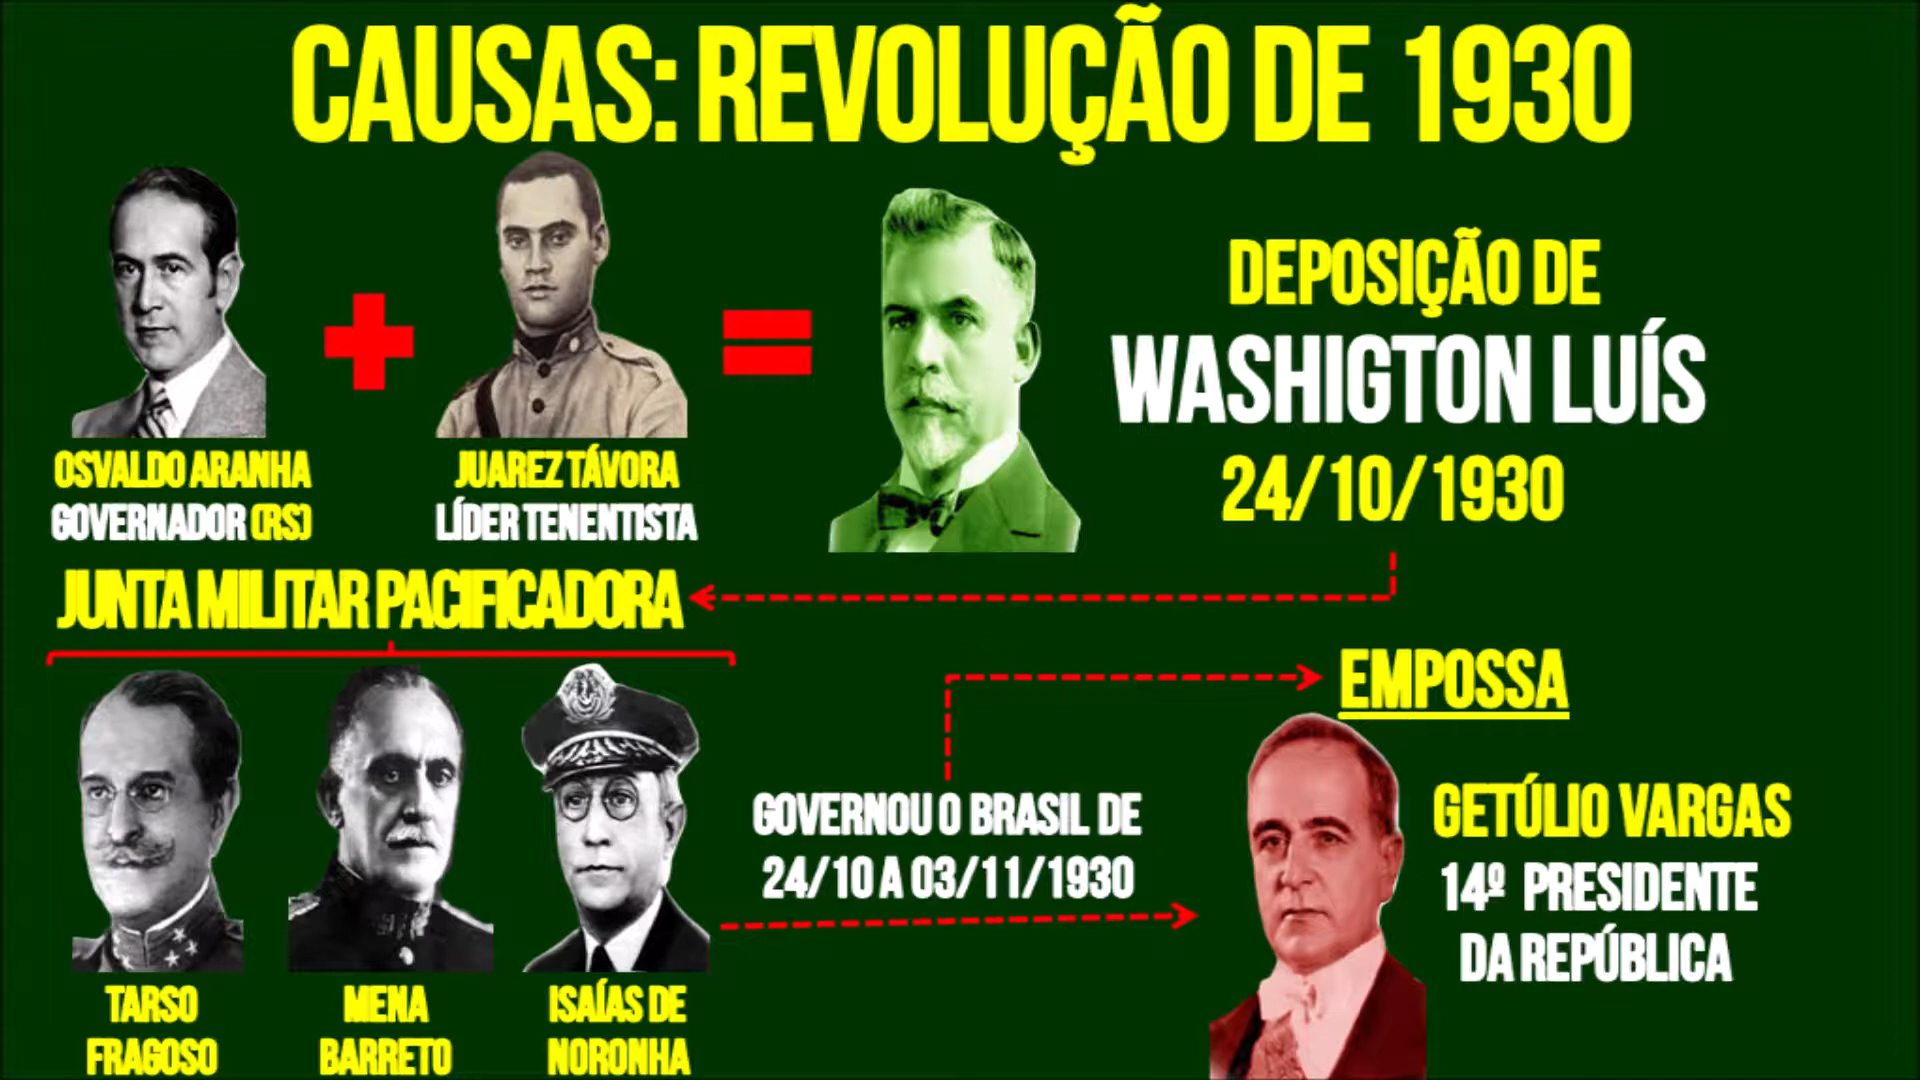 CAUSAS: REVOLUÇÃO DE 1930
DEPOSIÇÃO DE
WASHIGTON LUÍS
24/10/1930
OSVALDO ARANHA
GOVERNADOR (RS)
JUAREZ TÁVORA
LÍDER TENENTISTA
JUNTA MILITAR PACIFICADORA
TARSO
FRAGOSO
MENA
BARRETO
ISAÍAS DE
NORONHA
GOVERNOU O BRASIL DE
24/10 A 03/11/1930
EMPOSSA
GETÚLIO VARGAS
14º PRESIDENTE
DA REPÚBLICA